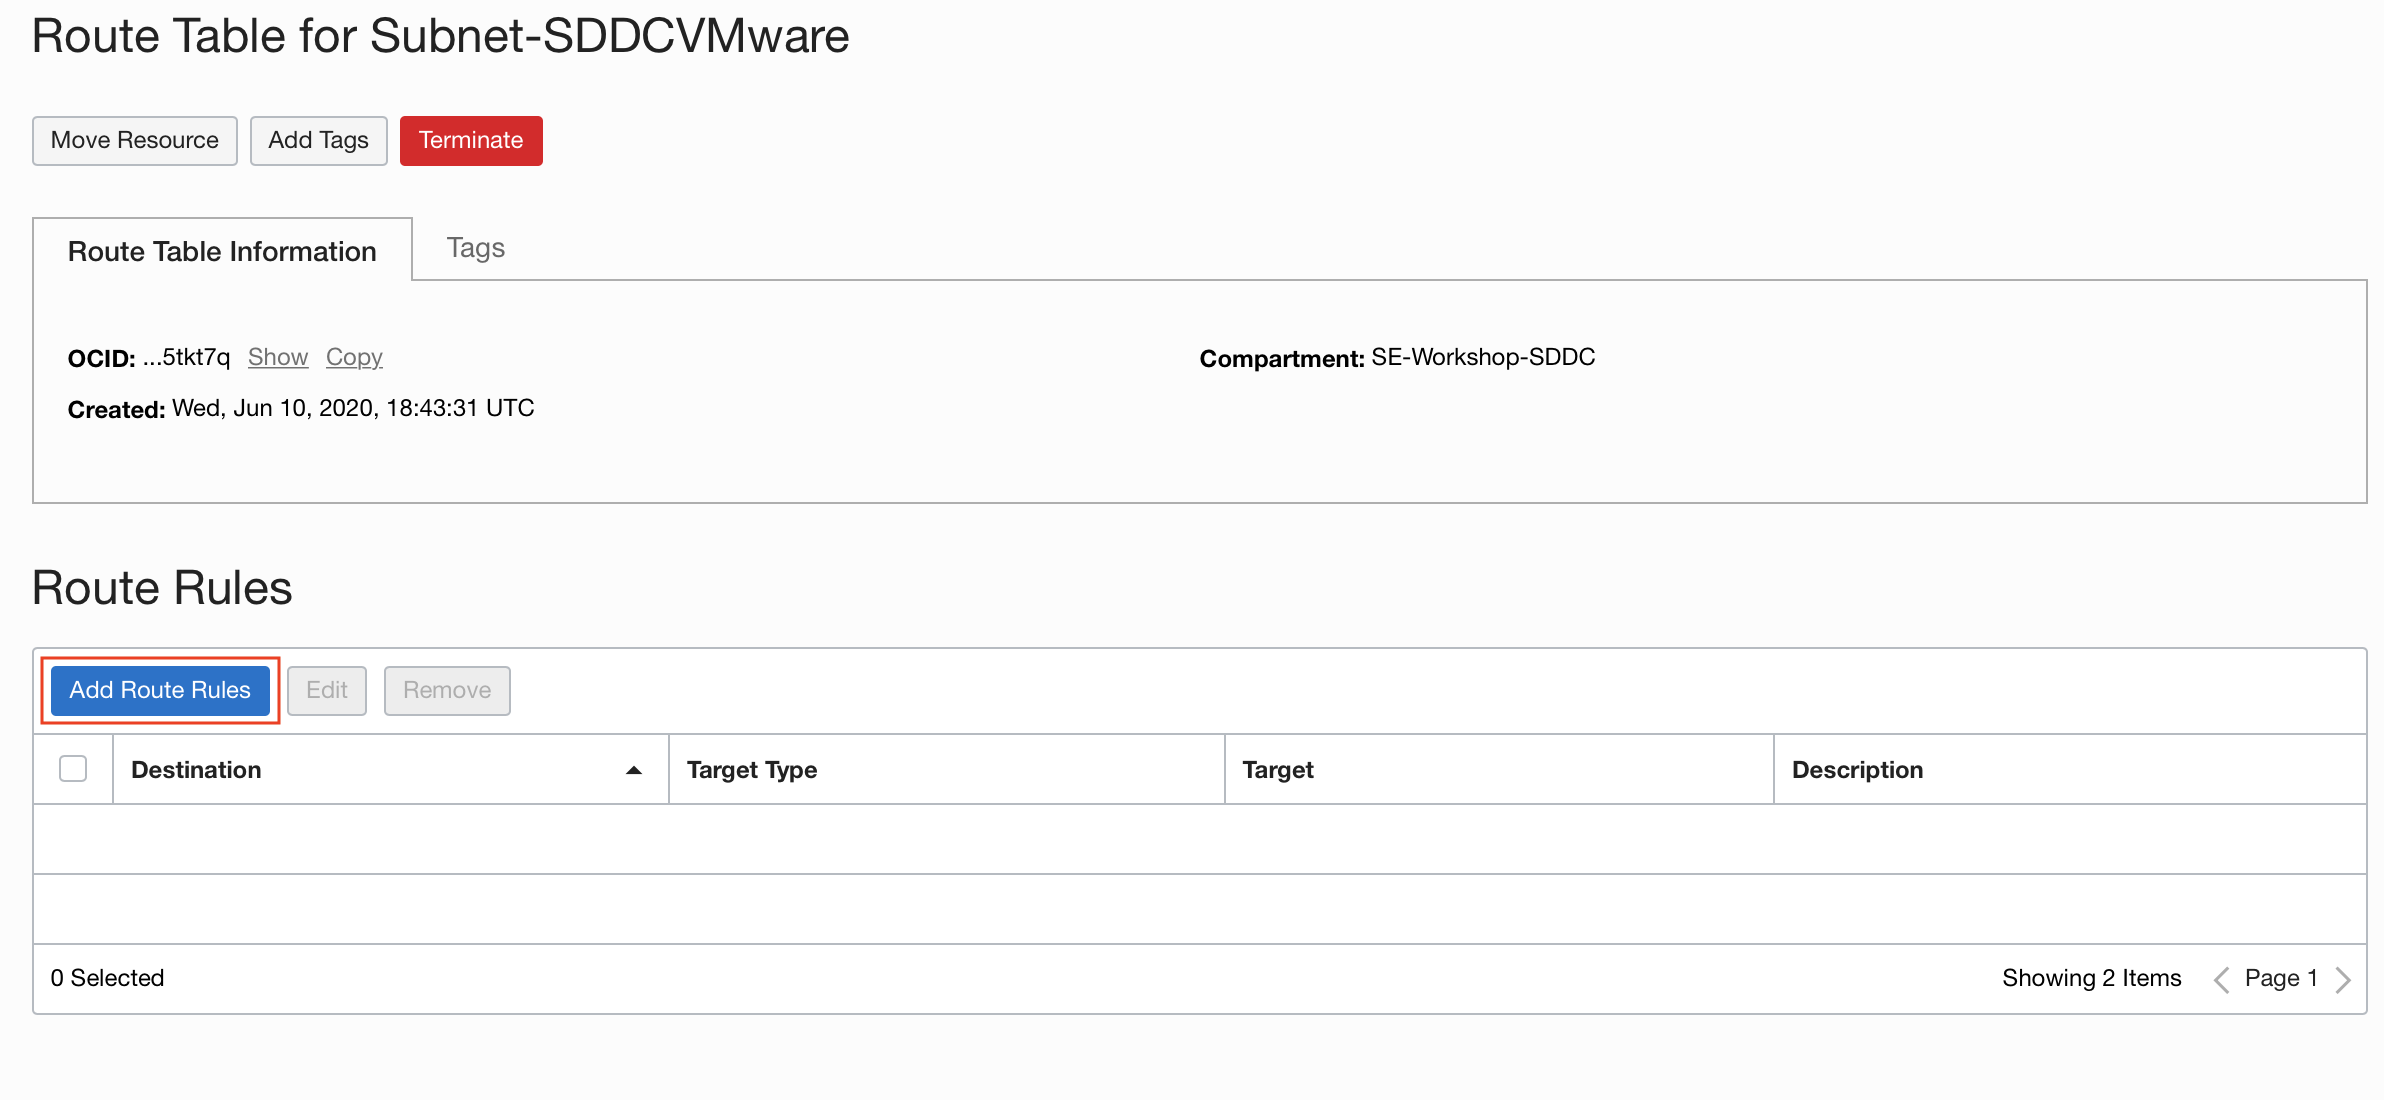 Route Table for Subnet-SDDCVMware
Move Resource Add Tags Terminate
Route Table Information Tags
OCID: ...5tkt7q Show Copy Compartment: SE-Workshop-SDDC
Created: Wed, Jun 10, 2020, 18:43:31 UTC
Route Rules
Add Route Rules Edit Remove
Destination Target Type Target Description
0 Selected Showing 2 Items Page 1